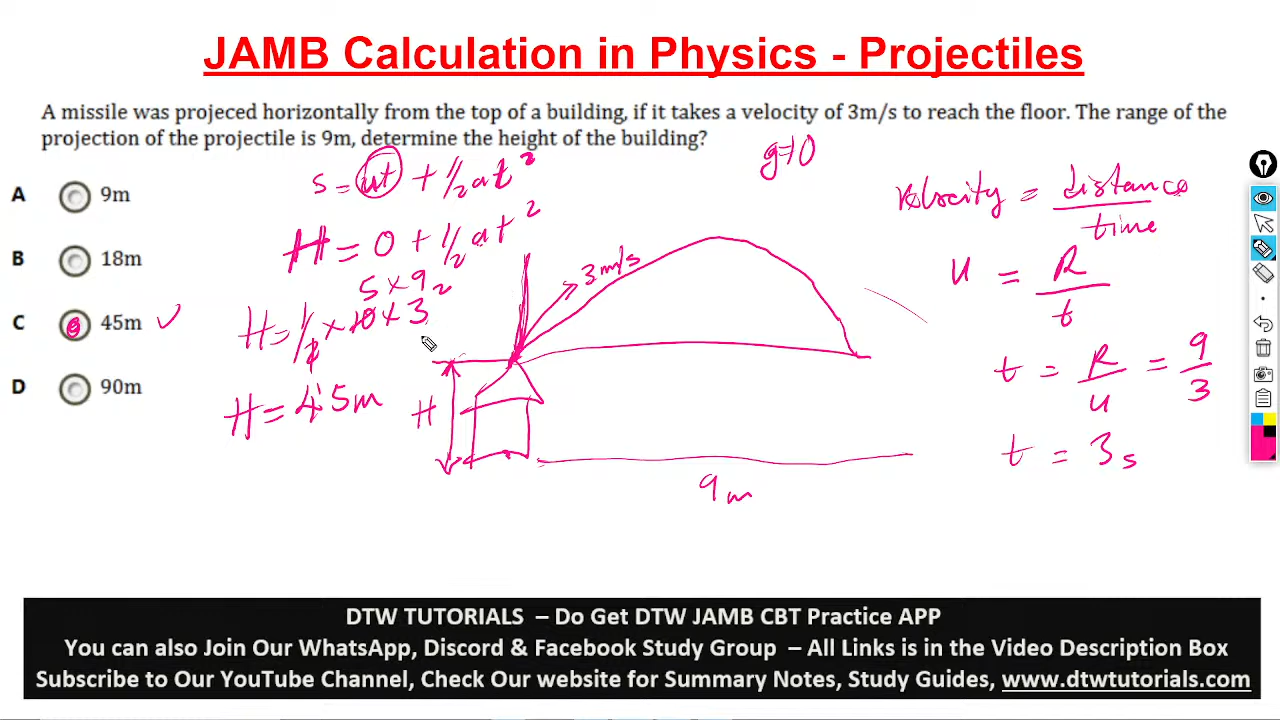 JAMB Calculation in Physics - Projectiles
A missile was projeced horizontally from the top of a building, if it takes a velocity of 3m/s to reach the floor. The range of the
projection of the projectile is 9m, determine the height of the building?
g=10
A 9m
B 18m
C 45m ✓
D 90m
s = ut + 1/2 at²
H = 0 + 1/2 at²
5 x 9
H = 1/2 x 10 x 3²
H = 45m
3m/s
H
9m
Velocity = distance
time
u = R
t
t = R = 9
u 3
t = 3s
DTW TUTORIALS – Do Get DTW JAMB CBT Practice APP
You can also Join Our WhatsApp, Discord & Facebook Study Group – All Links is in the Video Description Box
Subscribe to Our YouTube Channel, Check Our website for Summary Notes, Study Guides, www.dtwtutorials.com